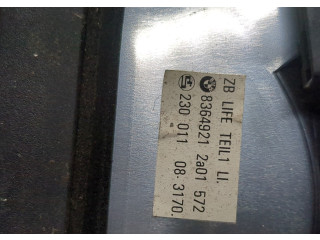 ZB LIFE TEIL1 LI.
8364921 2a01 572
230 011 08.3170.